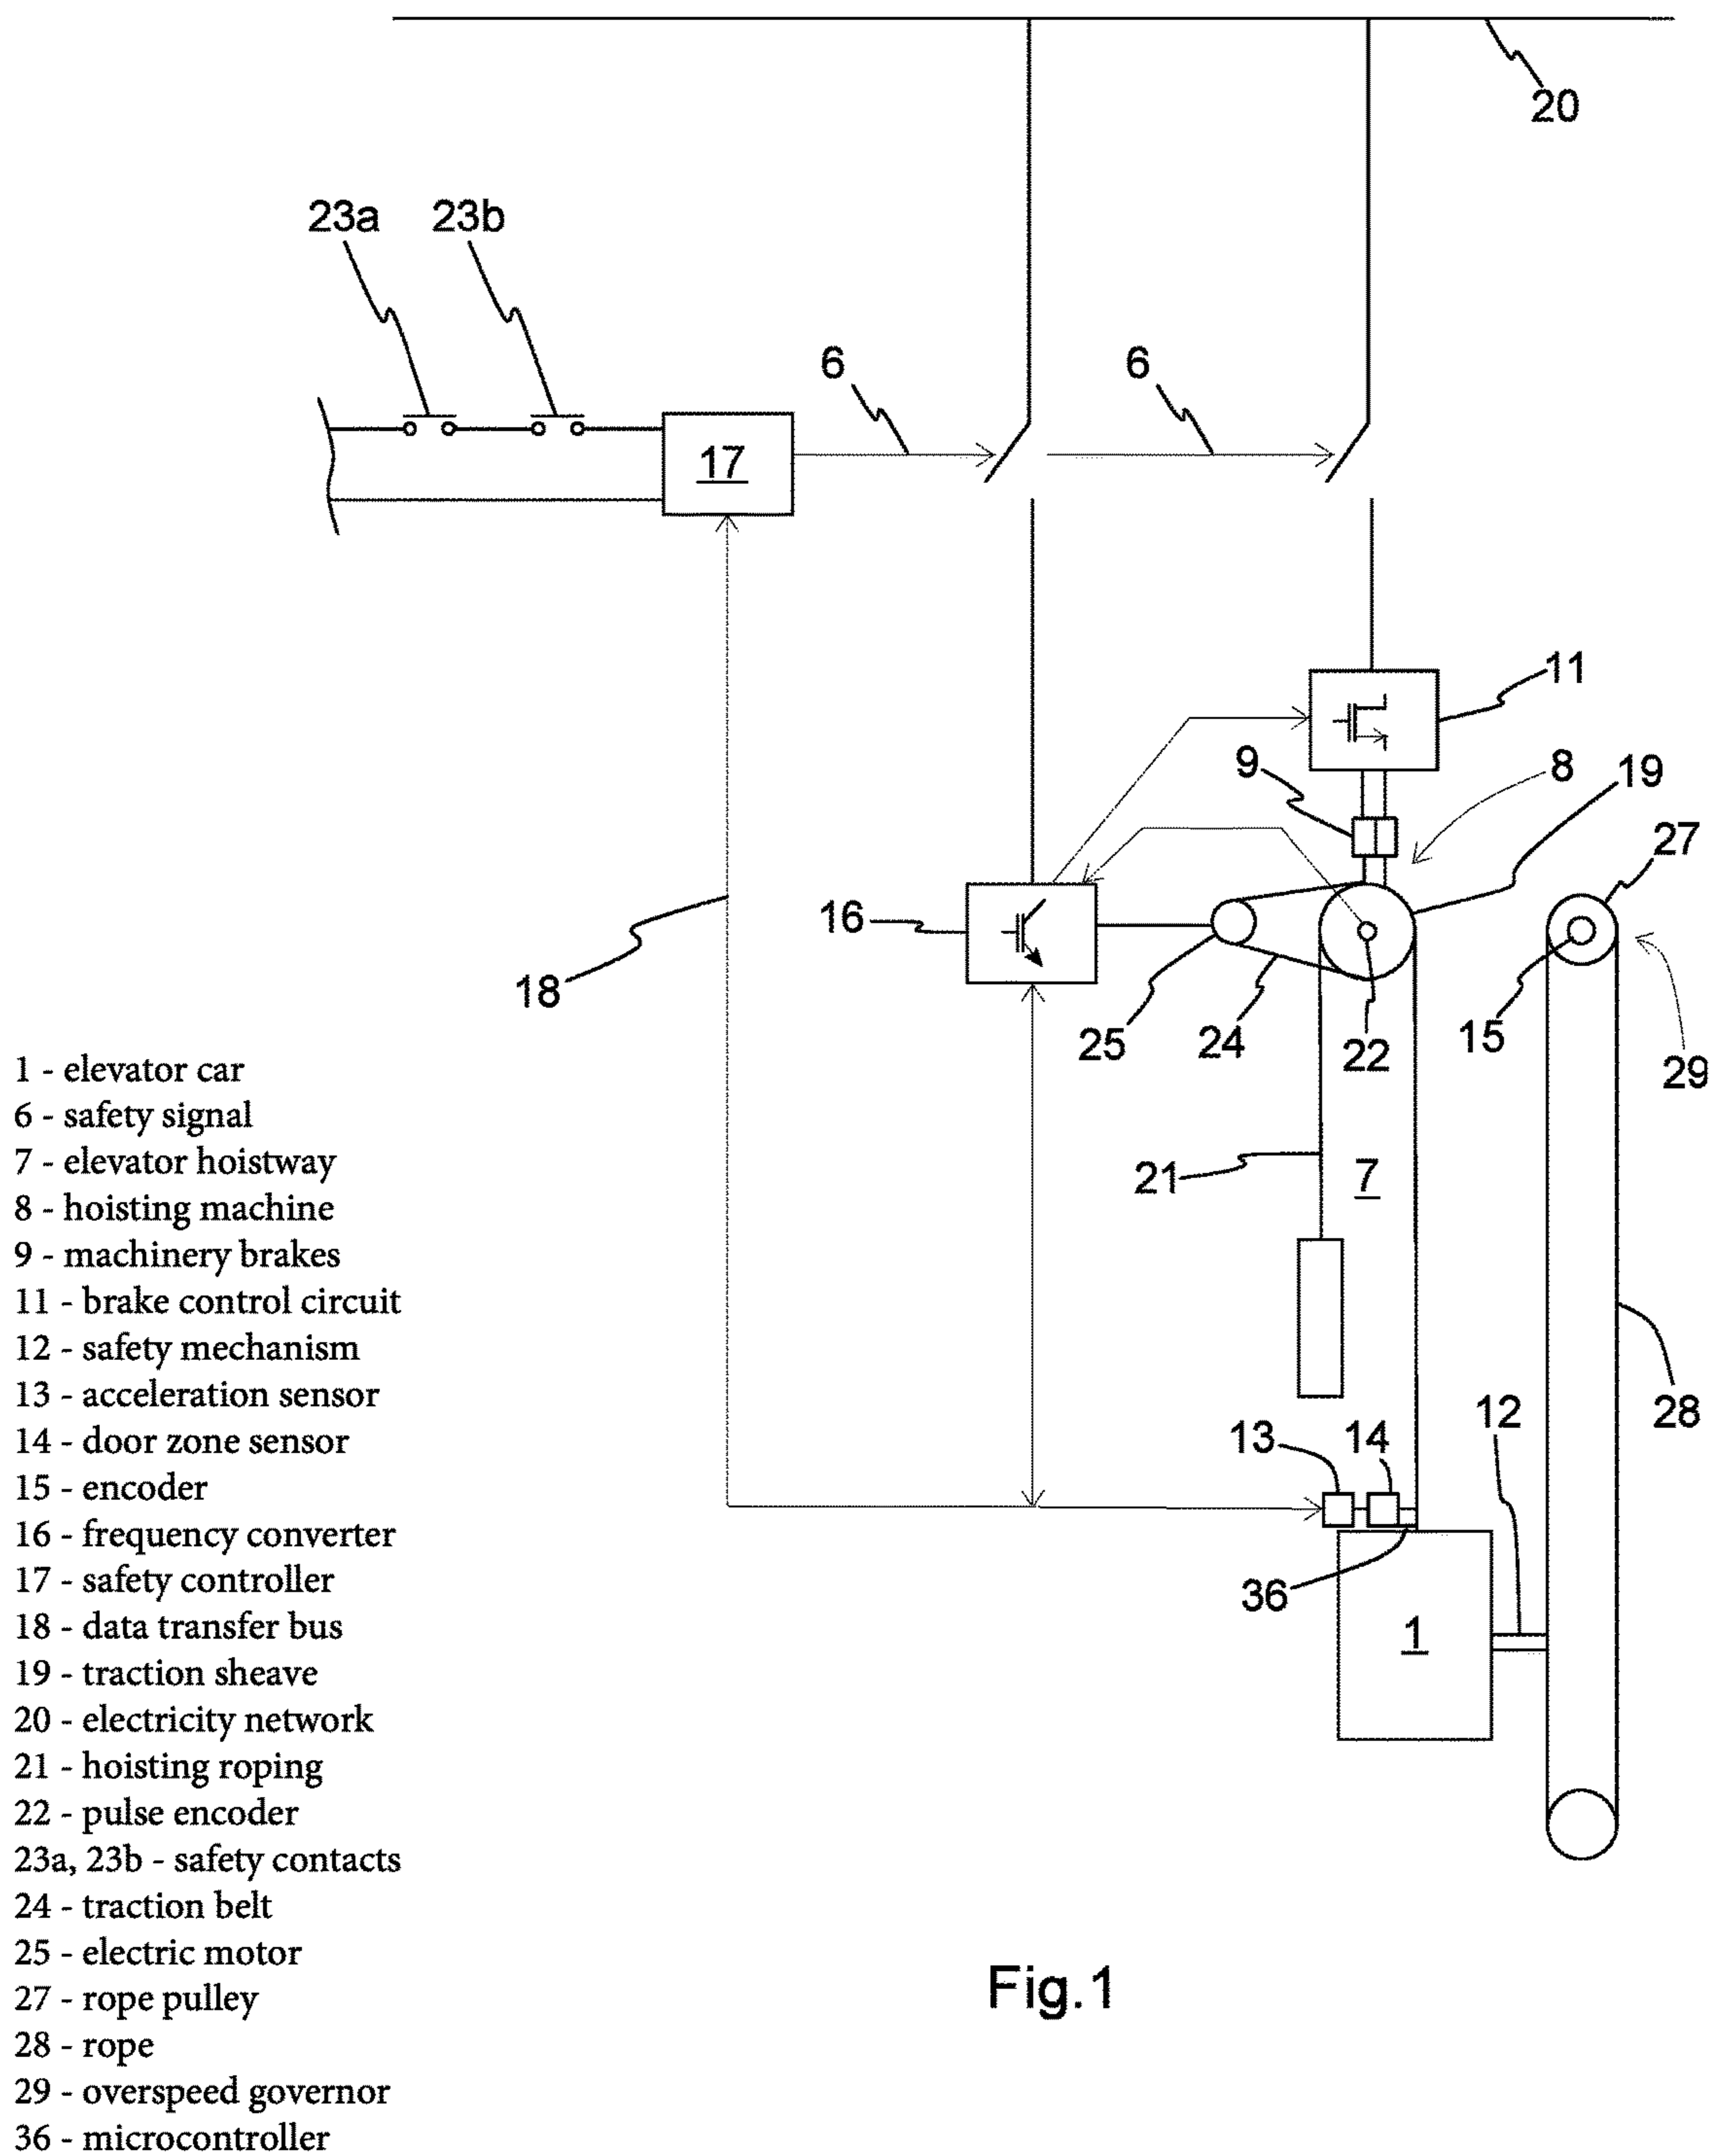 20
23a 23b
6 6
17
11
9 8 19
27
16
18
25 24 22 15
29
21 7
28
12
13 14
36
1
1 - elevator car
6 - safety signal
7 - elevator hoistway
8 - hoisting machine
9 - machinery brakes
11 - brake control circuit
12 - safety mechanism
13 - acceleration sensor
14 - door zone sensor
15 - encoder
16 - frequency converter
17 - safety controller
18 - data transfer bus
19 - traction sheave
20 - electricity network
21 - hoisting roping
22 - pulse encoder
23a, 23b - safety contacts
24 - traction belt
25 - electric motor
27 - rope pulley
28 - rope
29 - overspeed governor
36 - microcontroller
Fig.1